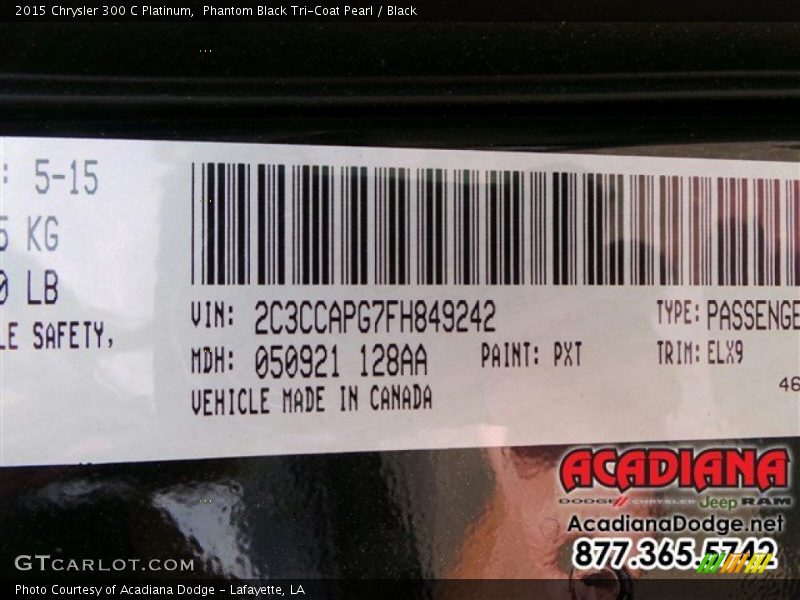 2015 Chrysler 300 C Platinum,  Phantom Black Tri-Coat Pearl / Black
: 5-15
5 KG
0 LB
LE SAFETY,
VIN: 2C3CCAPG7FH849242
TYPE: PASSENGE
MDH: 050921 128AA
PAINT: PXT
TRIM: ELX9
VEHICLE MADE IN CANADA
46
ACADIANA
DODGE CHRYSLER Jeep RAM
AcadianaDodge.net
877.365.5742
GTCARLOT.COM
Photo Courtesy of Acadiana Dodge - Lafayette, LA